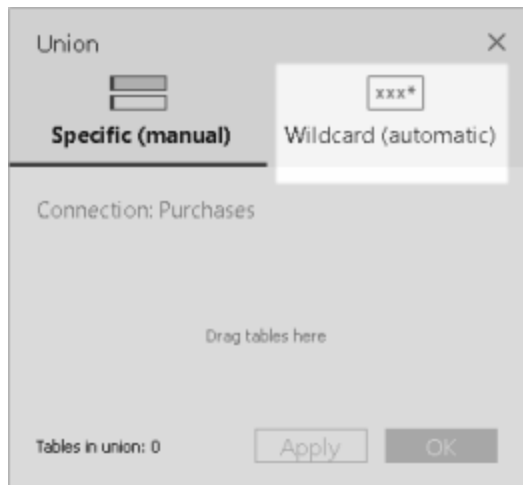 Union
xxx*
Specific (manual)
Wildcard (automatic)
Connection: Purchases
Drag tables here
Tables in union: 0
Apply
OK